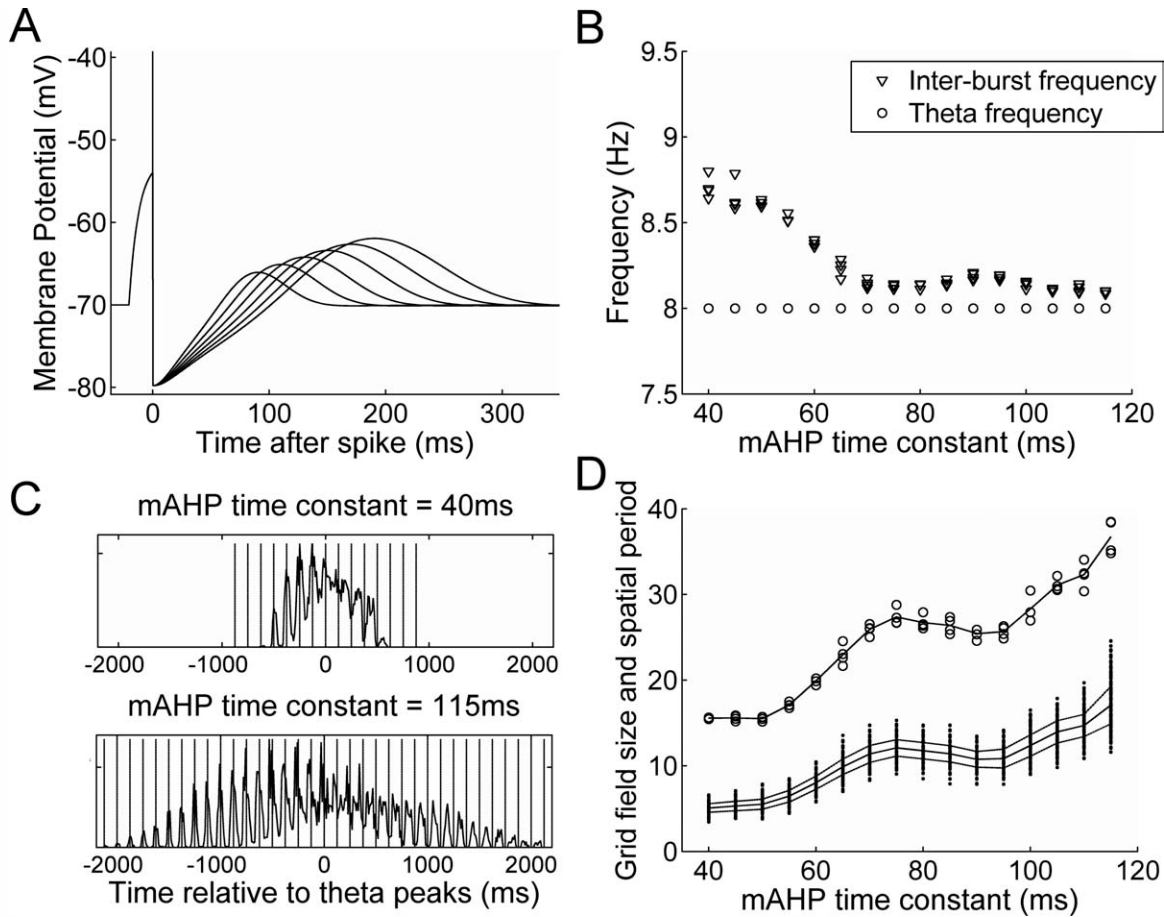 A
-40
-50
-60
-70
-80
Membrane Potential (mV)
0
100
200
300
Time after spike (ms)
B
9.5
9
8.5
8
7.5
Frequency (Hz)
Inter-burst frequency
Theta frequency
40
60
80
100
120
mAHP time constant (ms)
C
mAHP time constant = 40ms
-2000
-1000
0
1000
2000
mAHP time constant = 115ms
-2000
-1000
0
1000
2000
Time relative to theta peaks (ms)
D
40
30
20
10
0
Grid field size and spatial period
40
60
80
100
120
mAHP time constant (ms)